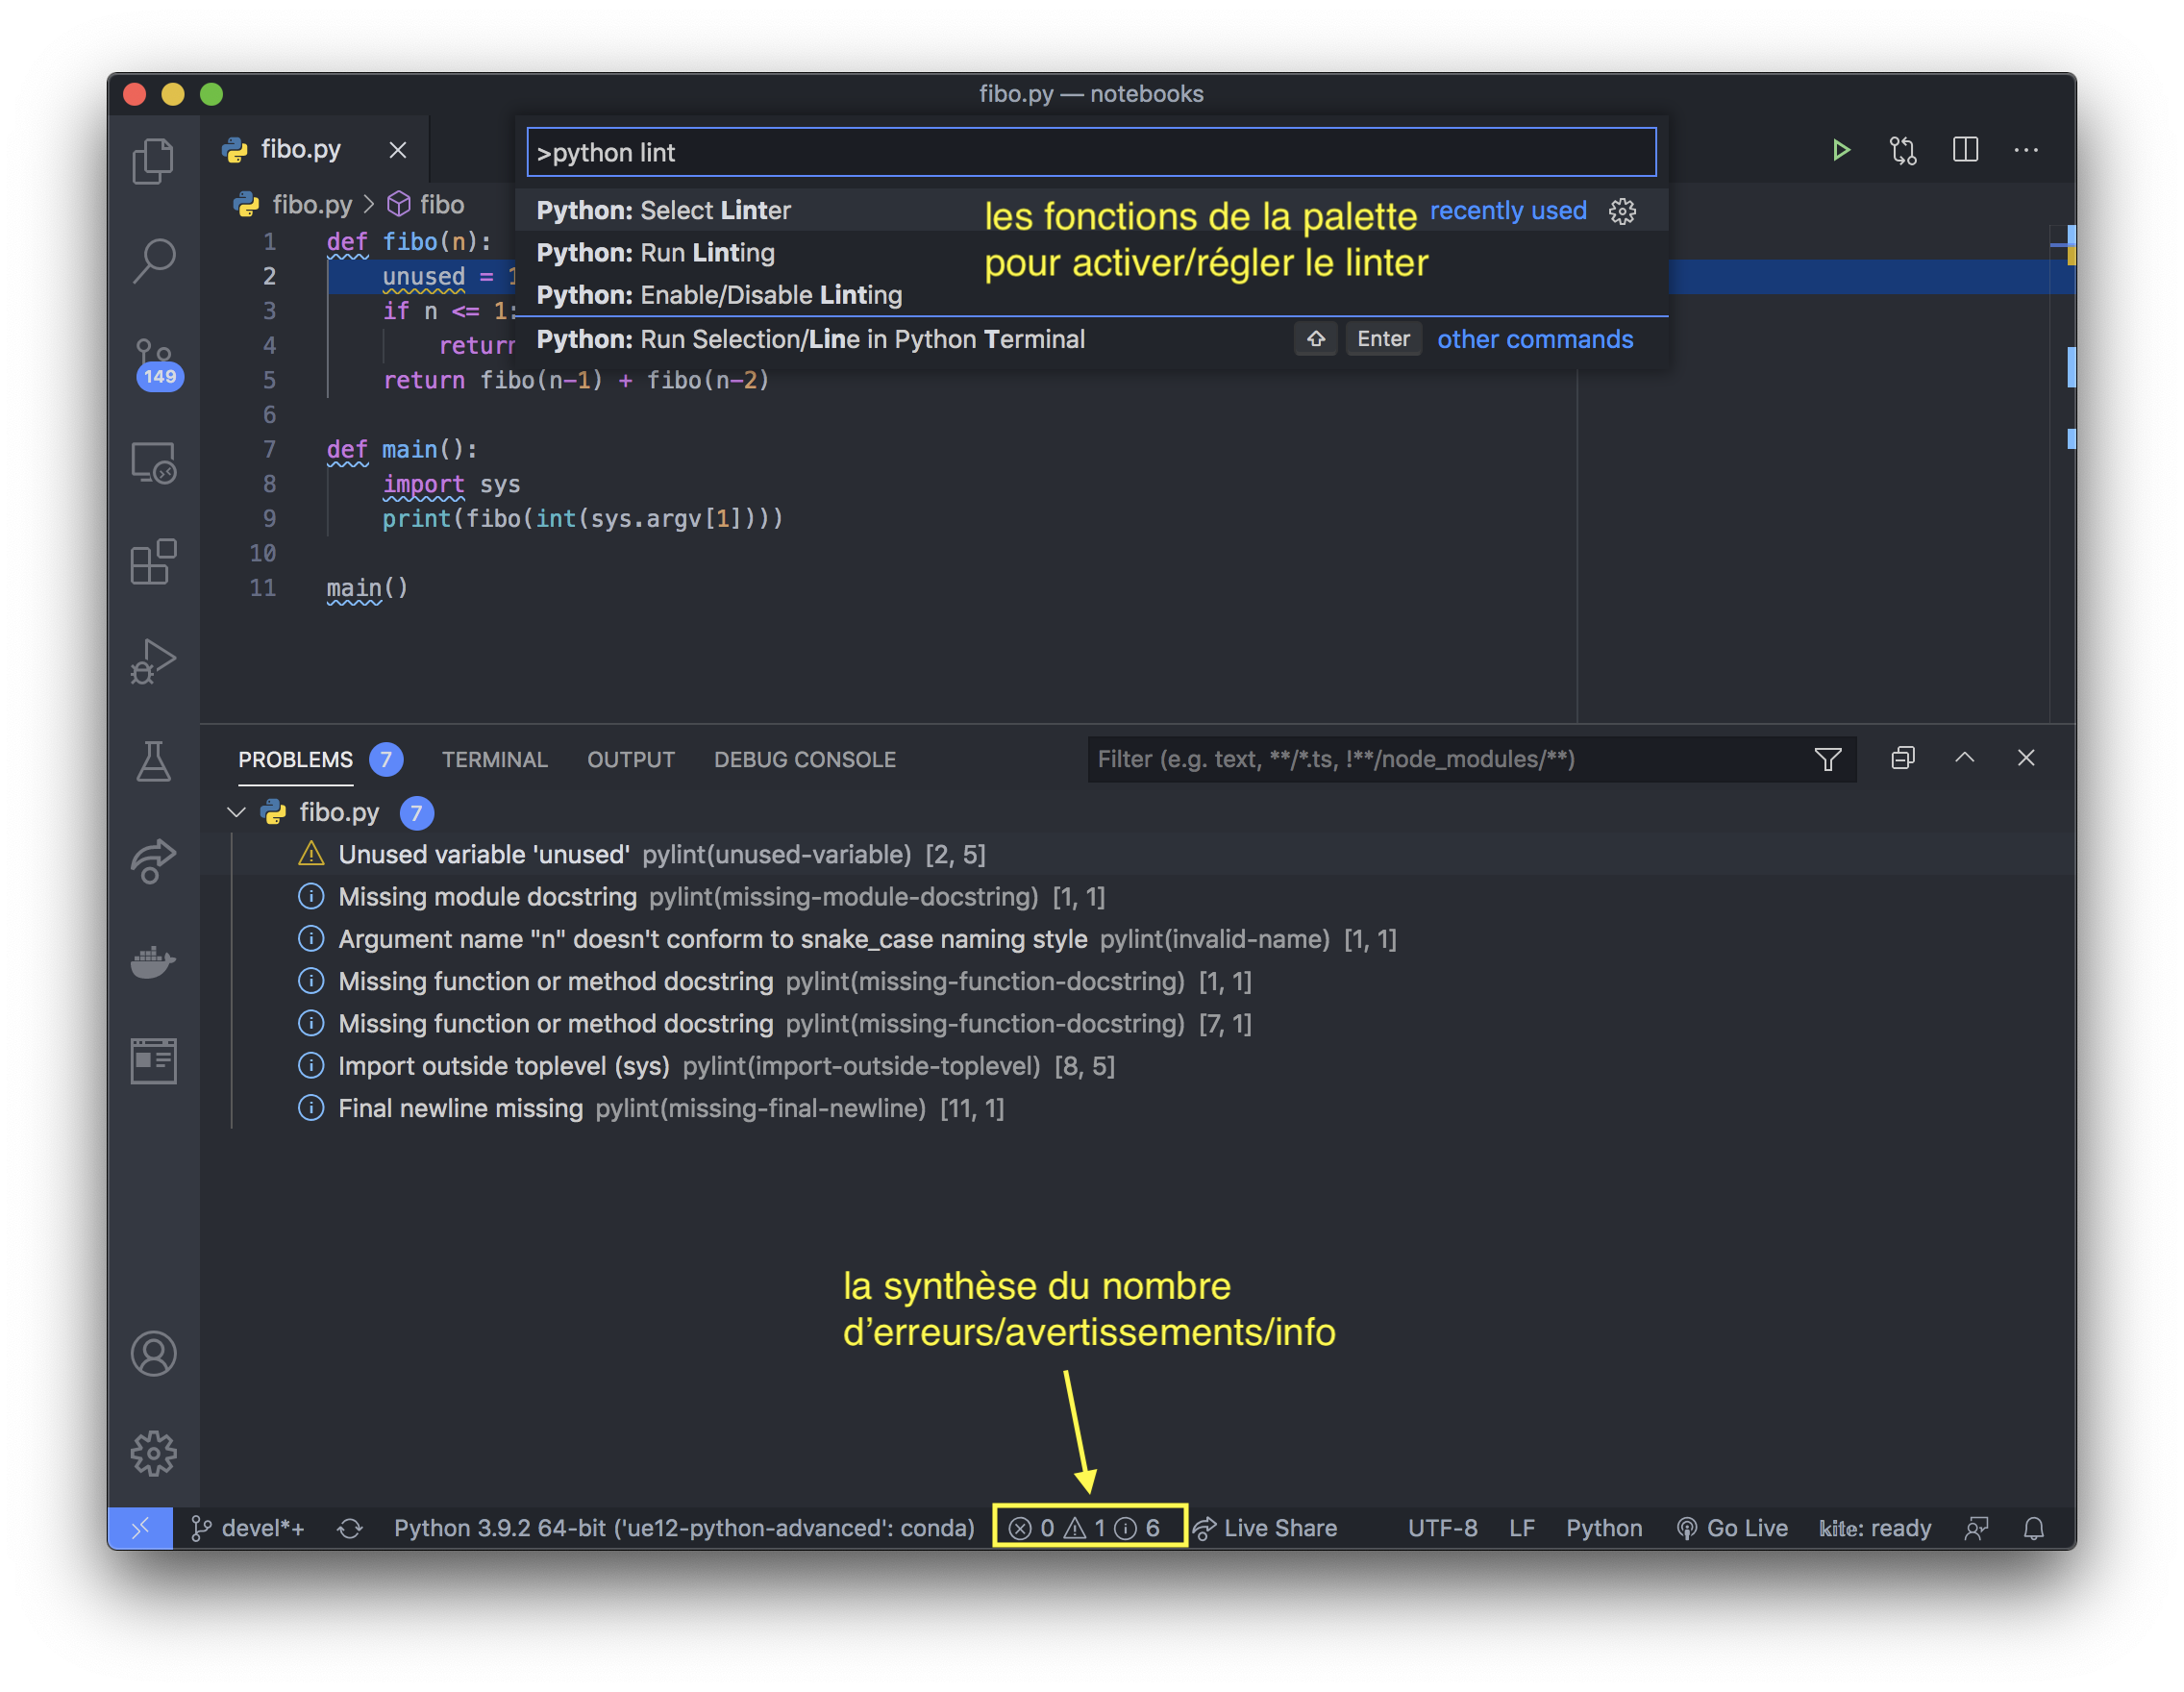 fibo.py — notebooks
fibo.py
>python lint
fibo.py > fibo
Python: Select Linter
recently used
Python: Run Linting
Python: Enable/Disable Linting
Python: Run Selection/Line in Python Terminal
Enter
other commands
les fonctions de la palette
pour activer/régler le linter
1 def fibo(n):
2 unused = 1
3 if n <= 1:
4 return
5 return fibo(n-1) + fibo(n-2)
6
7 def main():
8 import sys
9 print(fibo(int(sys.argv[1])))
10
11 main()
149
PROBLEMS 7 TERMINAL OUTPUT DEBUG CONSOLE
Filter (e.g. text, **/*.ts, !**/node_modules/**)
fibo.py 7
Unused variable 'unused' pylint(unused-variable) [2, 5]
Missing module docstring pylint(missing-module-docstring) [1, 1]
Argument name "n" doesn't conform to snake_case naming style pylint(invalid-name) [1, 1]
Missing function or method docstring pylint(missing-function-docstring) [1, 1]
Missing function or method docstring pylint(missing-function-docstring) [7, 1]
Import outside toplevel (sys) pylint(import-outside-toplevel) [8, 5]
Final newline missing pylint(missing-final-newline) [11, 1]
la synthèse du nombre
d’erreurs/avertissements/info
devel*+ Python 3.9.2 64-bit ('ue12-python-advanced': conda) 0 1 6 Live Share UTF-8 LF Python Go Live kite: ready